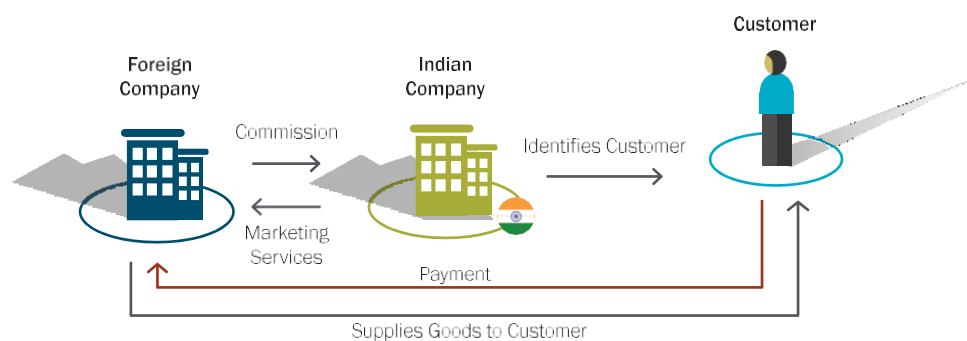 Customer
Foreign
Company
Indian
Company
Commission
Identifies Customer
Marketing
Services
Payment
Supplies Goods to Customer